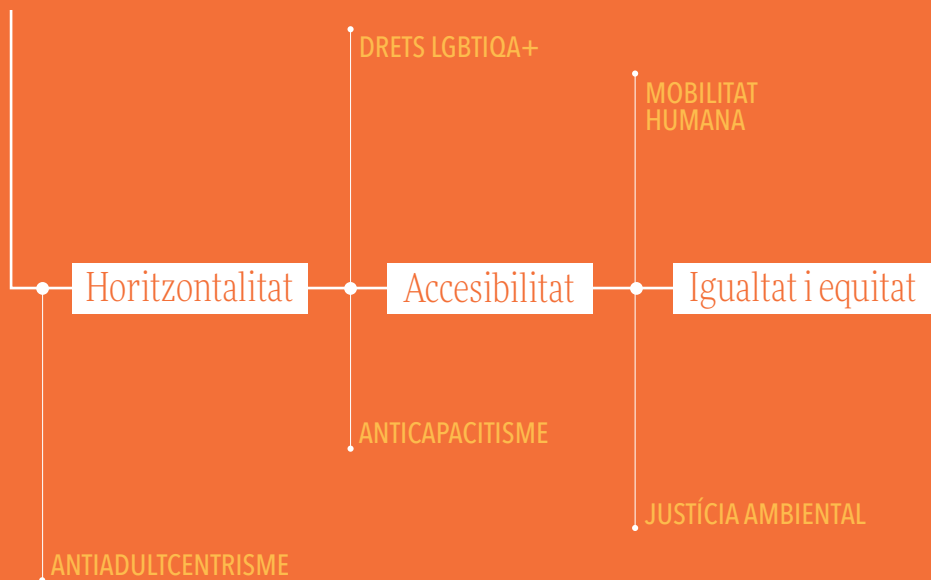 DRETS LGBTIQA+
MOBILITAT
HUMANA
Horitzontalitat
Accesibilitat
Igualtat i equitat
ANTICAPACITISME
JUSTÍCIA AMBIENTAL
ANTIADULTCENTRISME